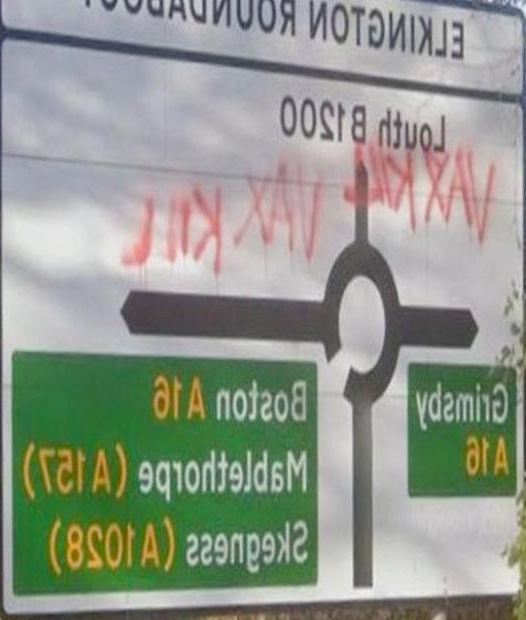 ELKINGTON ROUNDABOUT
Louth B1200
VAX KILL VAX KILL
Grimsby
A16
Boston A16
Mablethorpe (A157)
Skegness (A1028)